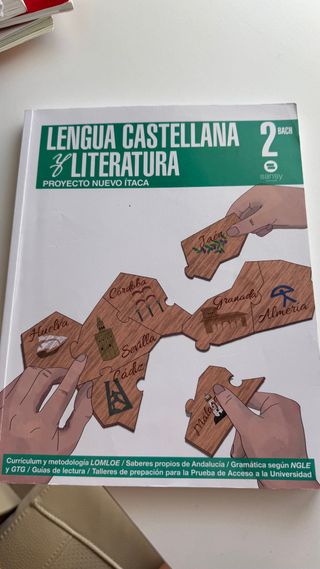 LENGUA CASTELLANA
y LITERATURA
PROYECTO NUEVO ÍTACA
2 BACH
sansy
Jaén
Córdoba
Granada
Almería
Huelva
Sevilla
Cádiz
Málaga
Currículum y metodología LOMLOE / Saberes propios de Andalucía / Gramática según NGLE
y GTG / Guías de lectura / Talleres de prepación para la Prueba de Acceso a la Universidad